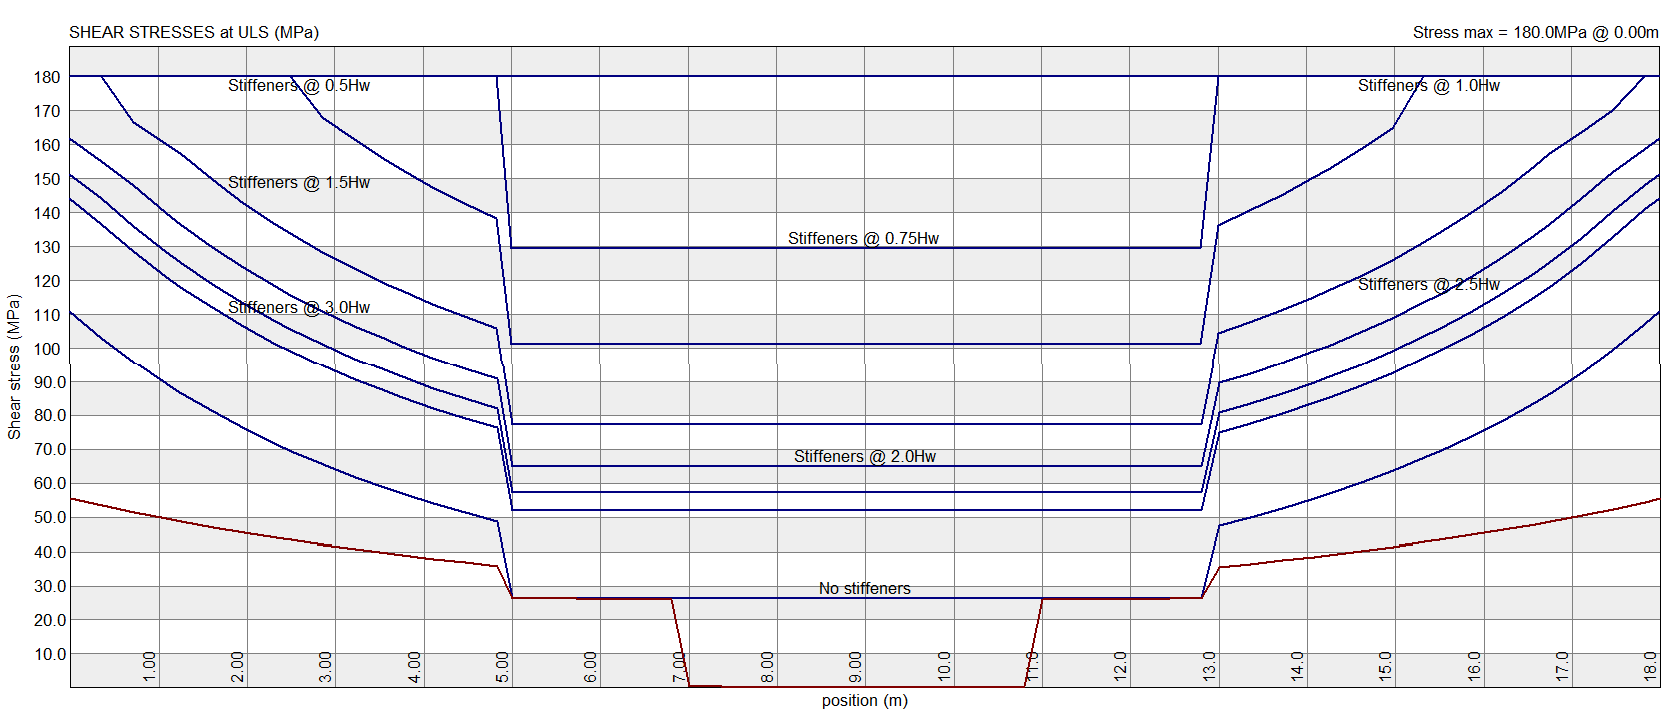 SHEAR STRESSES at ULS (MPa) Stress max = 180.0MPa @ 0.00m
180
Stiffeners @ 0.5Hw Stiffeners @ 1.0Hw
170
160
150
Stiffeners @ 1.5Hw
140
130
Stiffeners @ 0.75Hw
120
Stiffeners @ 2.5Hw
110
Stiffeners @ 3.0Hw
100
90.0
80.0
70.0
Stiffeners @ 2.0Hw
60.0
50.0
40.0
30.0
No stiffeners
20.0
10.0
Shear stress (MPa)
1.00 2.00 3.00 4.00 5.00 6.00 7.00 8.00 9.00 10.0 11.0 12.0 13.0 14.0 15.0 16.0 17.0 18.0
position (m)